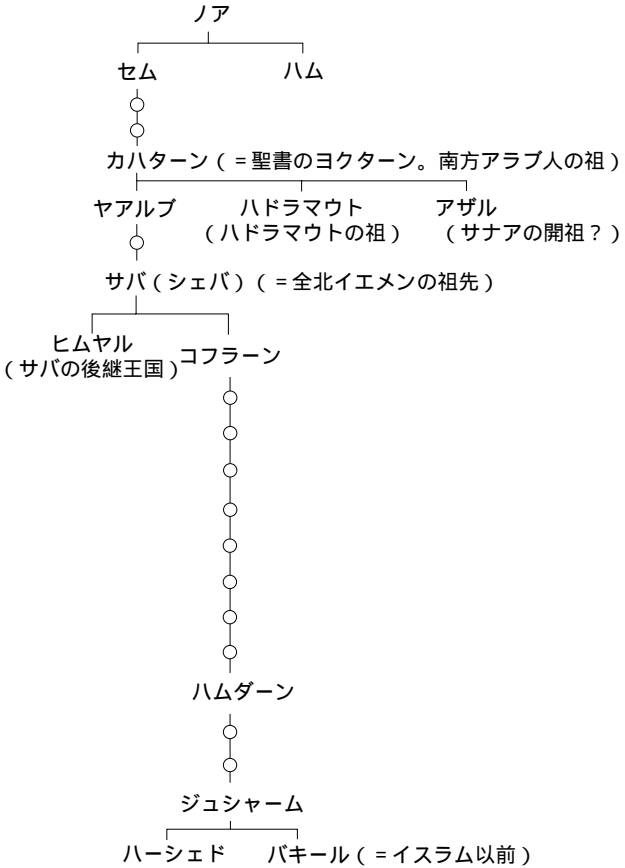 ノア
セム ハム
カハターン（＝聖書のヨクターン。南方アラブ人の祖）
ヤアルブ ハドラマウト アザル
（ハドラマウトの祖） （サナアの開祖？）
サバ（シェバ）（＝全北イエメンの祖先）
ヒムヤル コフラーン
（サバの後継王国）
ハムダーン
ジュシャーム
ハーシェド バキール（＝イスラム以前）